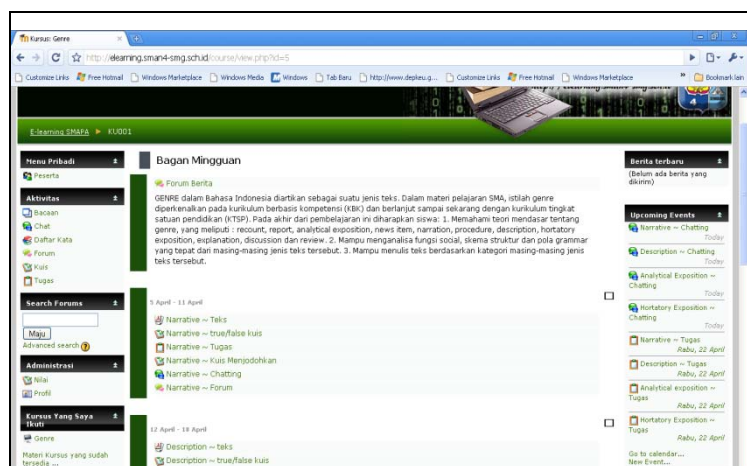 Kursus: Genre
http://elearning.sman4-smg.sch.id/course/view.php?id=5
Customize Links Free Hotmail Windows Marketplace Windows Media Windows Tab Baru http://www.depkeu.g... Customize Links Free Hotmail Windows Marketplace » Bookmark lain
4
E-learning SMAPA ► KU001
Menu Pribadi
Peserta
Aktivitas
Bacaan
Chat
Daftar Kata
Forum
Kuis
Tugas
Search Forums
Maju
Advanced search
Administrasi
Nilai
Profil
Kursus Yang Saya
Ikuti
Genre
Materi Kursus yang sudah
tersedia ...
Bagan Mingguan
Forum Berita
GENRE dalam Bahasa Indonesia diartikan sebagai suatu jenis teks. Dalam pelajaran SMA, istilah genre
diperkenalkan pada kurikulum berbasis kompetensi (KBK) dan berlanjut sampai sekarang dengan kurikulum tingkat
satuan pendidikan (KTSP). Pada akhir dari pembelajaran ini diharapkan siswa: 1. Memahami teori mendasar tentang
genre, yang meliputi : recount, report, analytical exposition, news item, narration, procedure, description, hortatory
exposition, explanation, discussion dan review. 2. Mampu menganalisa fungsi social, skema struktur dan pola grammar
yang tepat dari masing-masing jenis teks tersebut. 3. Mampu menulis teks berdasarkan kategori masing-masing jenis
teks tersebut.
5 April - 11 April
Narrative ~ Teks
Narrative ~ true/false kuis
Narrative ~ Tugas
Narrative ~ Kuis Menjodohkan
Narrative ~ Chatting
Narrative ~ Forum
12 April - 18 April
Description ~ teks
Description ~ true/false kuis
Berita terbaru
(Belum ada berita yang
dikirim)
Upcoming Events
Narrative ~ Chatting
Today
Description ~ Chatting
Today
Analytical Exposition ~
Chatting
Today
Hortatory Exposition ~
Chatting
Today
Narrative ~ Tugas
Rabu, 22 April
Description ~ Tugas
Rabu, 22 April
Analytical exposition ~
Tugas
Rabu, 22 April
Hortatory Exposition ~
Tugas
Rabu, 22 April
Go to calendar...
New Event...